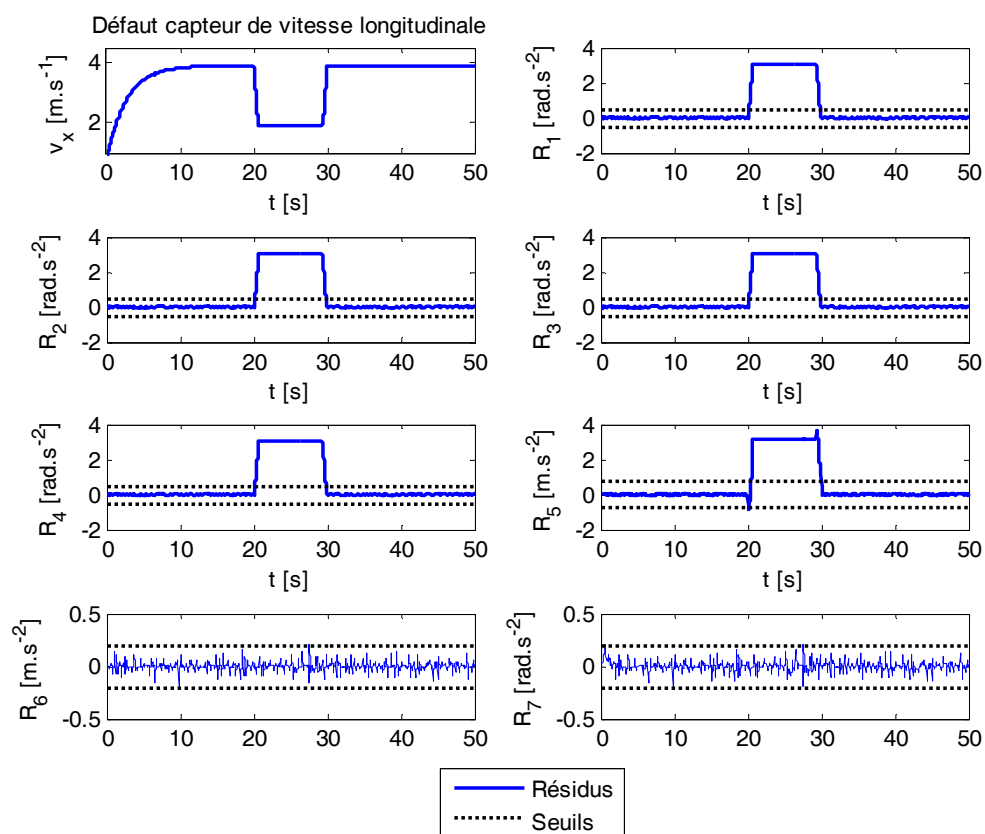 Défaut capteur de vitesse longitudinale
v_x [m.s^-1]
4
2
0 10 20 30 40 50
t [s]
R_1 [rad.s^-2]
4
2
0
-2
0 10 20 30 40 50
t [s]
R_2 [rad.s^-2]
4
2
0
-2
0 10 20 30 40 50
t [s]
R_3 [rad.s^-2]
4
2
0
-2
0 10 20 30 40 50
t [s]
R_4 [rad.s^-2]
4
2
0
-2
0 10 20 30 40 50
t [s]
R_5 [m.s^-2]
4
2
0
-2
0 10 20 30 40 50
t [s]
R_6 [m.s^-2]
0.5
0
-0.5
0 10 20 30 40 50
R_7 [rad.s^-2]
0.5
0
-0.5
0 10 20 30 40 50
Résidus
Seuils